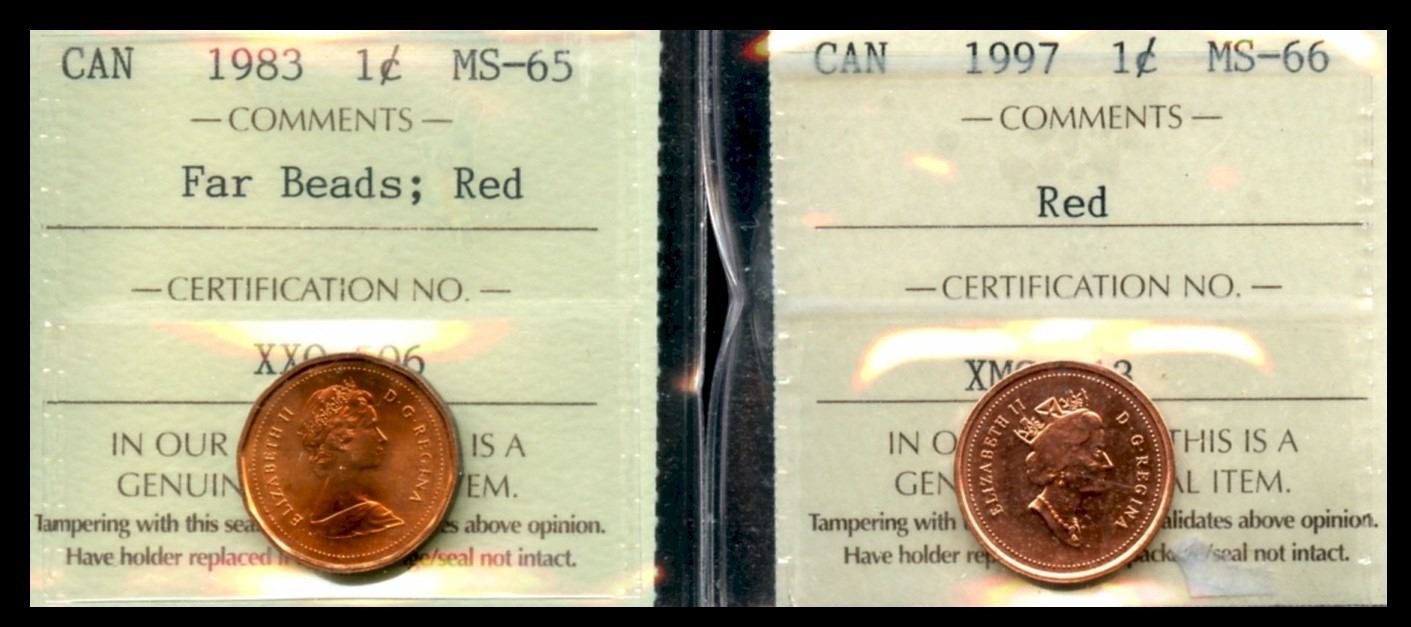 CAN 1983 1¢ MS-65
— COMMENTS —
Far Beads; Red
— CERTIFICATION NO. —
IN OUR IS A
GENUIN EM.
Tampering with this sea es above opinion.
Have holder replaced e/seal not intact.
ELIZABETH II D·G·REGINA
CAN 1997 1¢ MS-66
— COMMENTS —
Red
— CERTIFICATION NO. —
IN O THIS IS A
GEN AL ITEM.
Tampering with alidates above opinion.
Have holder rep pack /seal not intact.
ELIZABETH II D·G·REGINA